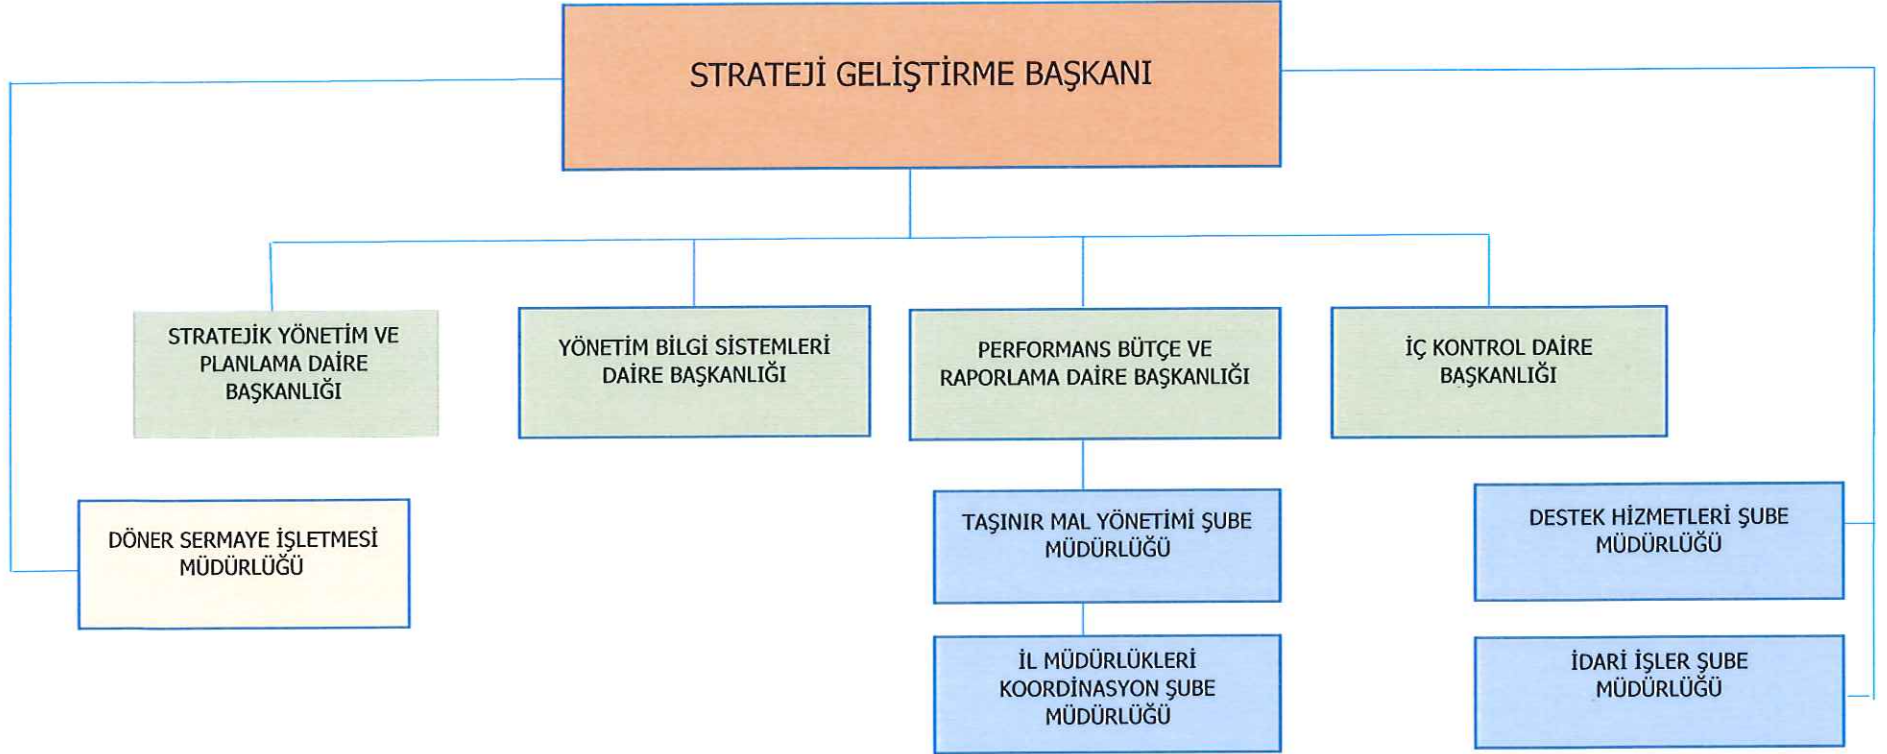 STRATEJİ GELİŞTİRME BAŞKANI
STRATEJİK YÖNETİM VE
PLANLAMA DAİRE
BAŞKANLIĞI
YÖNETİM BİLGİ SİSTEMLERİ
DAİRE BAŞKANLIĞI
PERFORMANS BÜTÇE VE
RAPORLAMA DAİRE BAŞKANLIĞI
İÇ KONTROL DAİRE
BAŞKANLIĞI
DÖNER SERMAYE İŞLETMESİ
MÜDÜRLÜĞÜ
TAŞINIR MAL YÖNETİMİ ŞUBE
MÜDÜRLÜĞÜ
DESTEK HİZMETLERİ ŞUBE
MÜDÜRLÜĞÜ
İL MÜDÜRLÜKLERİ
KOORDİNASYON ŞUBE
MÜDÜRLÜĞÜ
İDARİ İŞLER ŞUBE
MÜDÜRLÜĞÜ